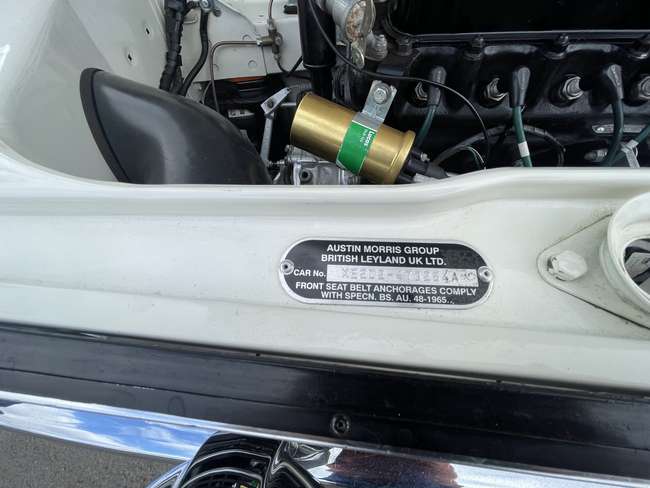 LUCAS
AUSTIN MORRIS GROUP
BRITISH LEYLAND UK LTD.
CAR No.
FRONT SEAT BELT ANCHORAGES COMPLY
WITH SPECN. BS. AU. 48-1965..